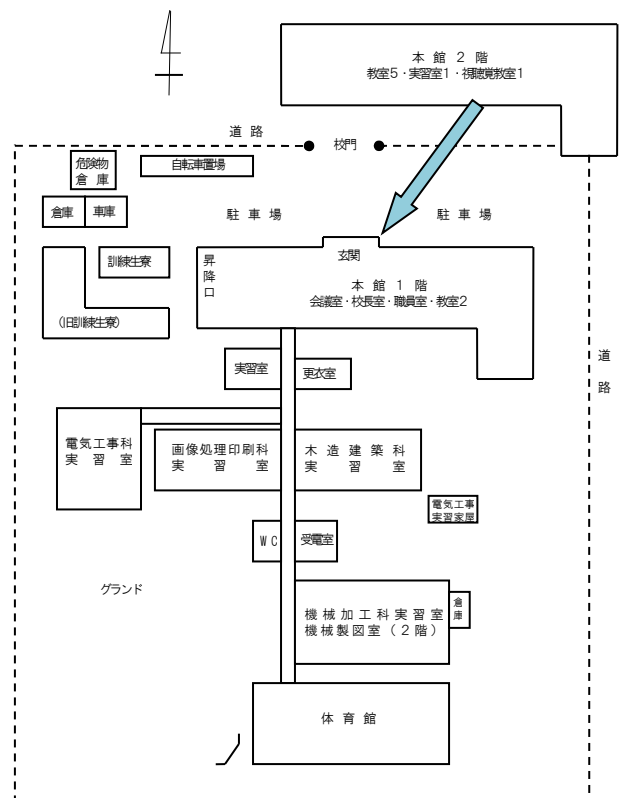 本館２階
教室5・実習室1・視聴覚教室1
道路
校門
危険物
倉庫
自転車置場
倉庫
車庫
駐車場
駐車場
訓練生寮
昇降口
玄関
本館１階
会議室・校長室・職員室・教室2
（旧訓練生寮）
道路
実習室
更衣室
電気工事科
実習室
画像処理印刷科
実習室
木造建築科
実習室
電気工事
実習家屋
ＷＣ
受電室
グランド
機械加工科実習室
機械製図室（２階）
倉庫
体育館